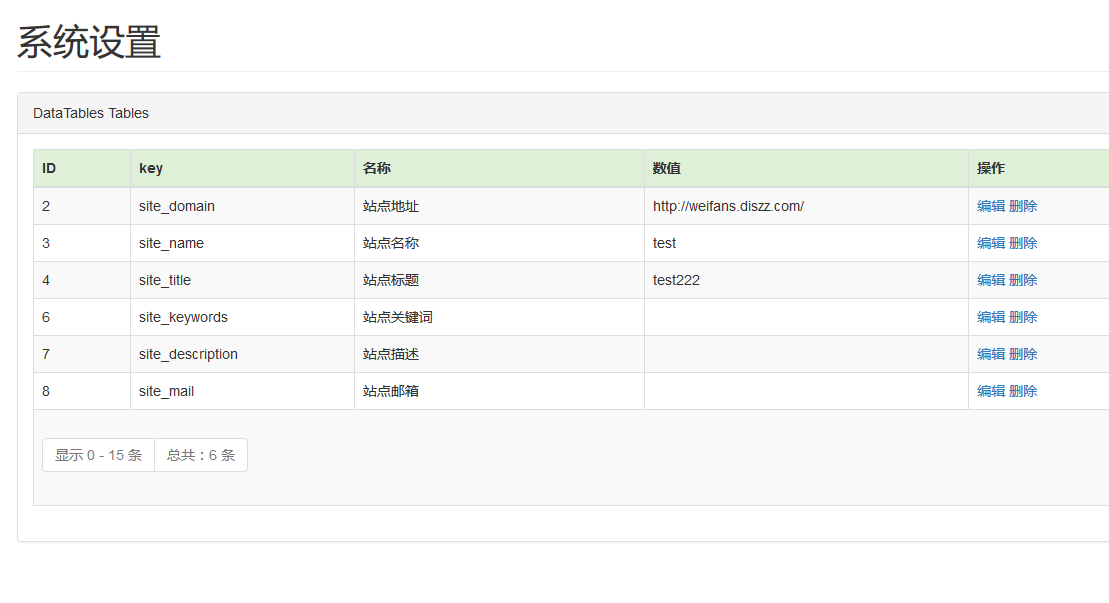 系统设置
DataTables Tables
ID key 名称 数值 操作
2 site_domain 站点地址 http://weifans.diszz.com/ 编辑 删除
3 site_name 站点名称 test 编辑 删除
4 site_title 站点标题 test222 编辑 删除
6 site_keywords 站点关键词 编辑 删除
7 site_description 站点描述 编辑 删除
8 site_mail 站点邮箱 编辑 删除
显示 0 - 15 条 总共：6 条